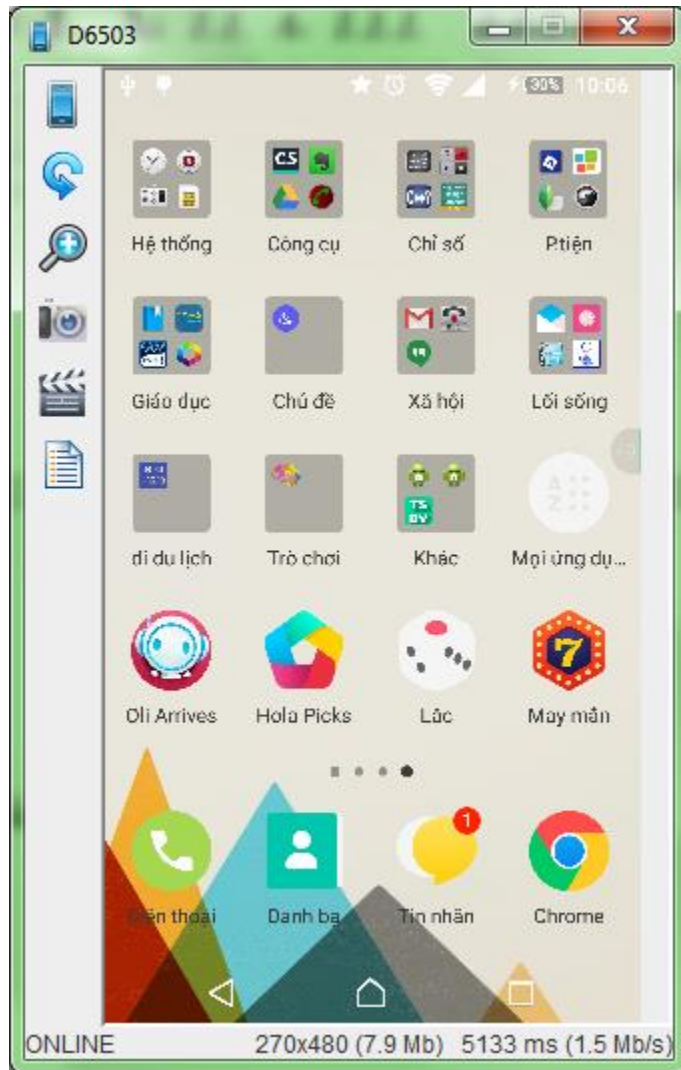 D6503
30% 10:06
Hệ thống Công cụ Chỉ số P.tiện
Giáo dục Chủ đề Xã hội Lối sống
di du lịch Trò chơi Khác Mọi ứng dụ...
Oli Arrives Hola Picks Lắc May mắn
7
1
Điện thoại Danh bạ Tin nhắn Chrome
ONLINE 270x480 (7.9 Mb) 5133 ms (1.5 Mb/s)